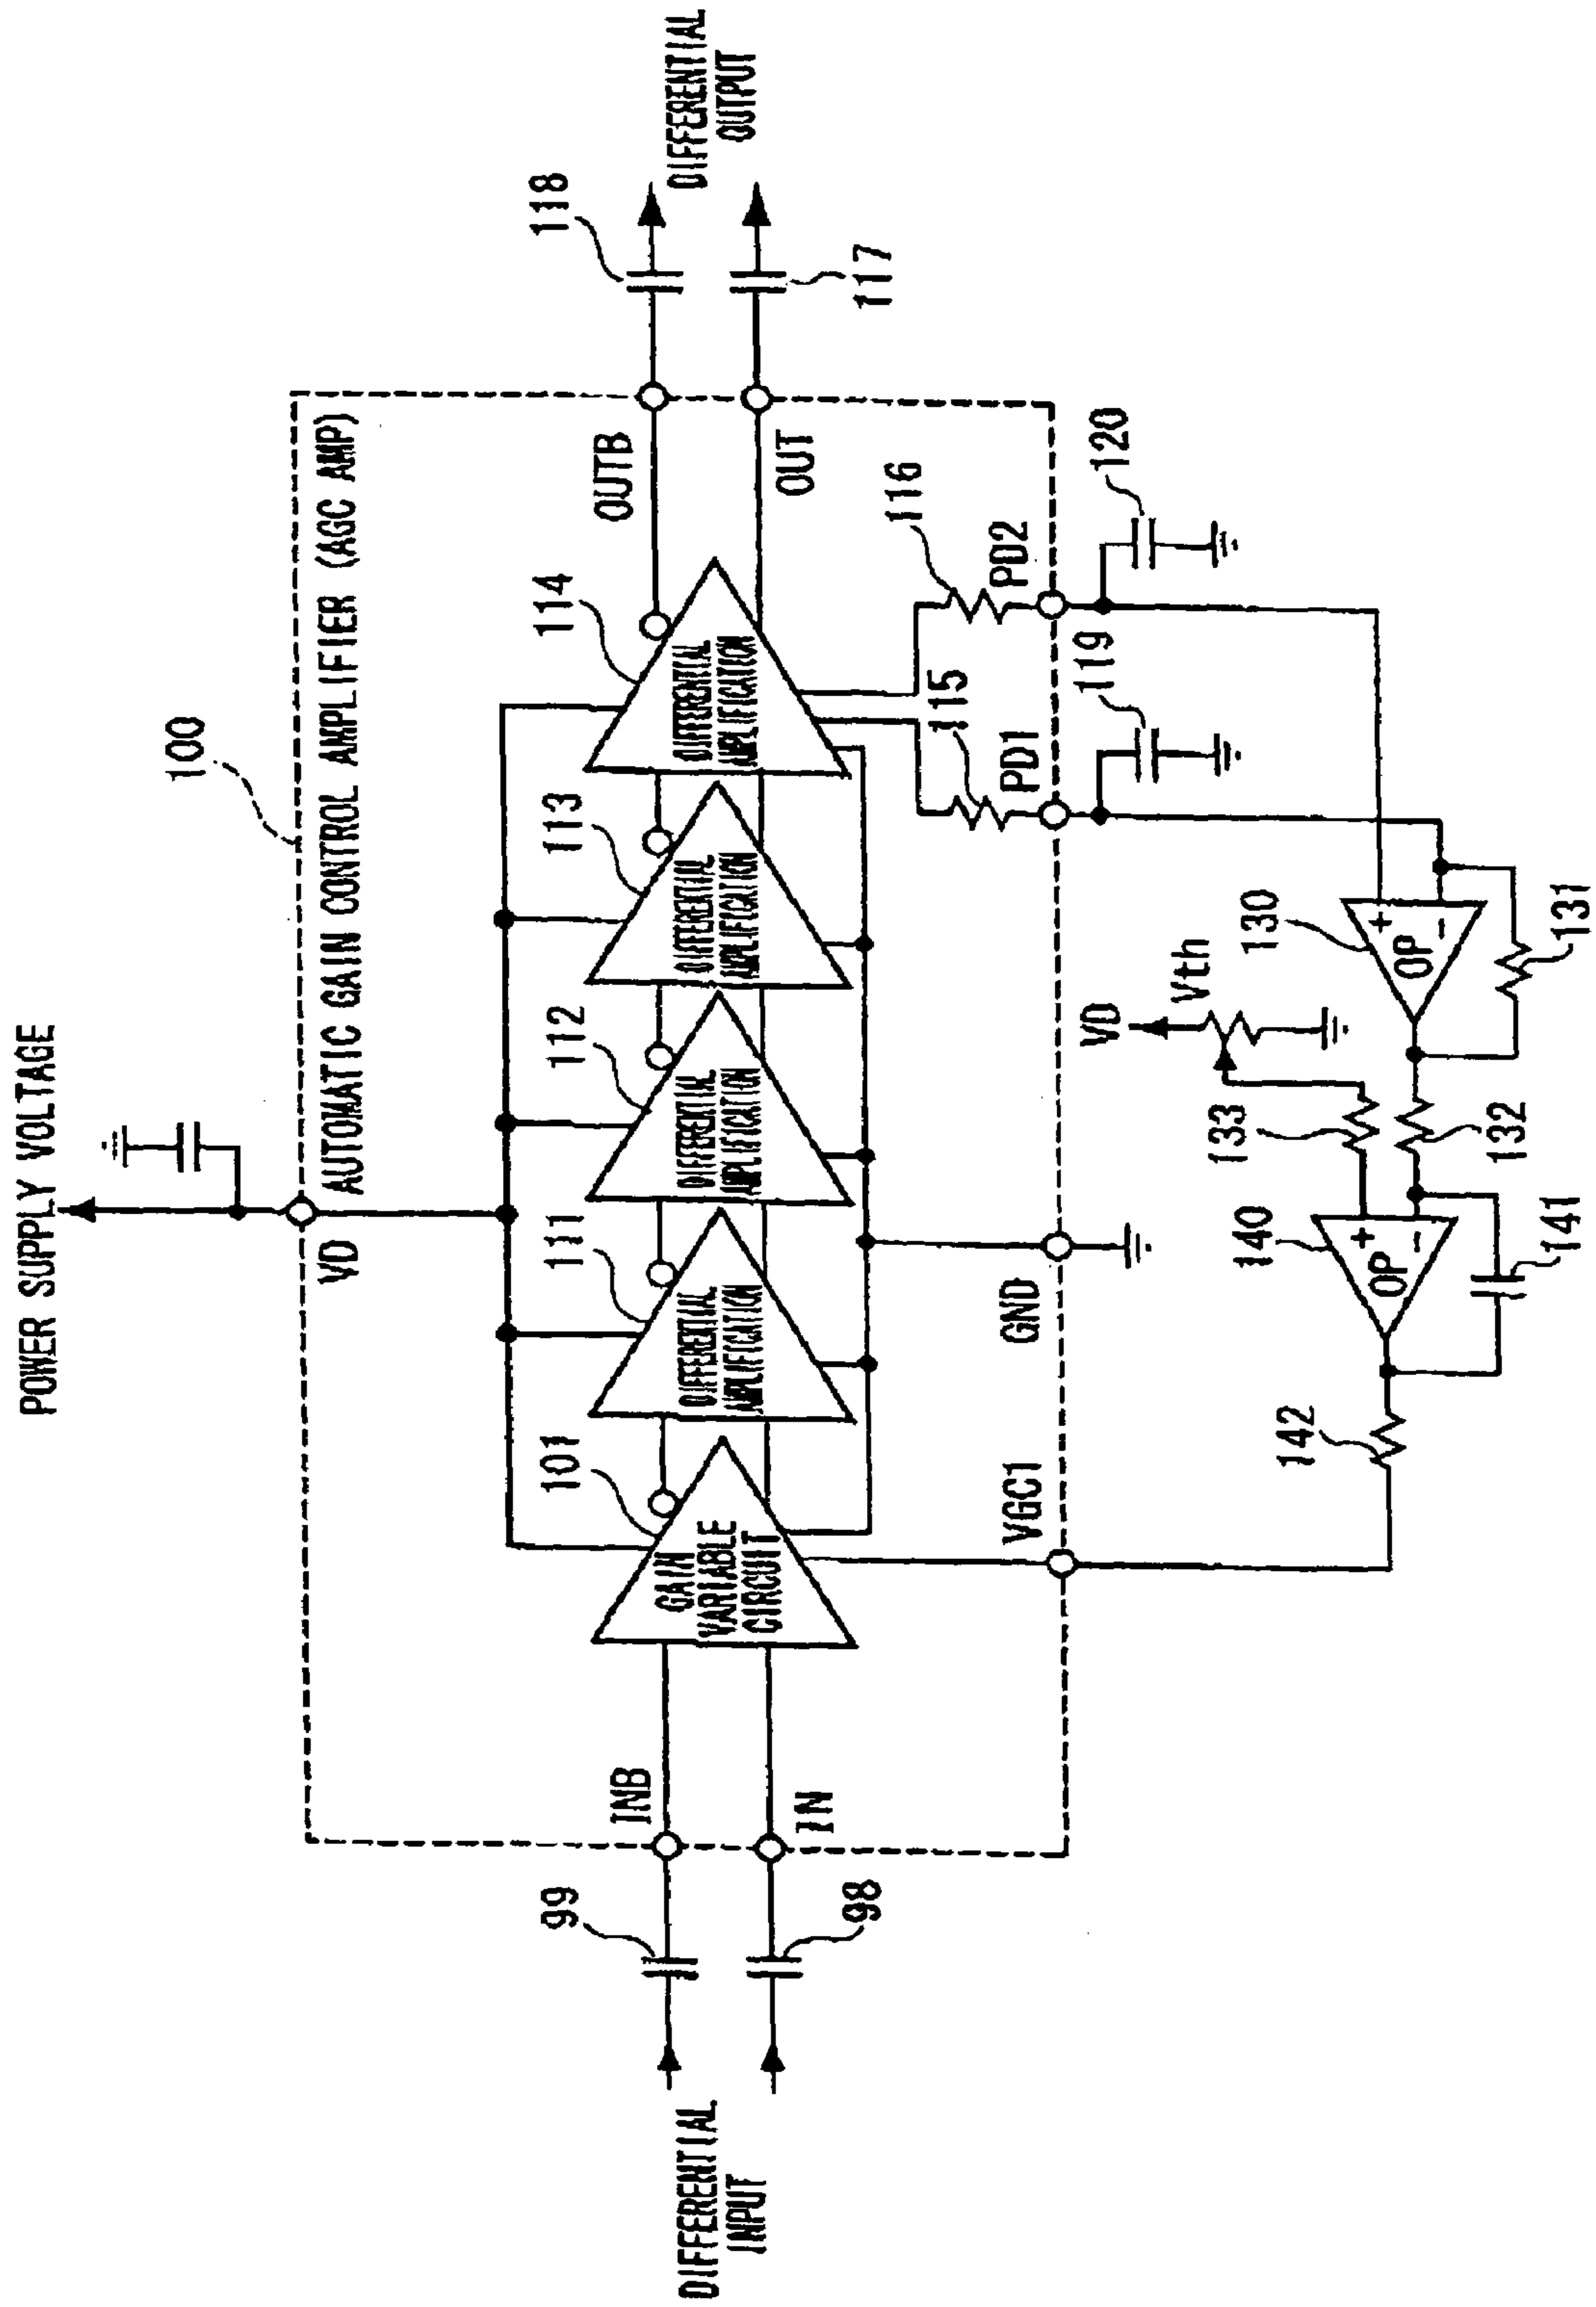 POWER SUPPLY VOLTAGE
100
VD
AUTOMATIC GAIN CONTROL AMPLIFIER (AGC AMP)
99
INB
101
111
112
113
114
OUTB
118
DIFFERENTIAL
INPUT
GAIN
VARIABLE
CIRCUIT
DIFFERENTIAL
AMPLIFICATION
DIFFERENTIAL
AMPLIFICATION
DIFFERENTIAL
AMPLIFICATION
DIFFERENTIAL
AMPLIFICATION
DIFFERENTIAL
OUTPUT
98
IN
OUT
117
115
116
VGC1
GND
PD1
PD2
119
120
142
140
+
-
OP
141
133
132
VD
Vth
130
+
-
OP
131